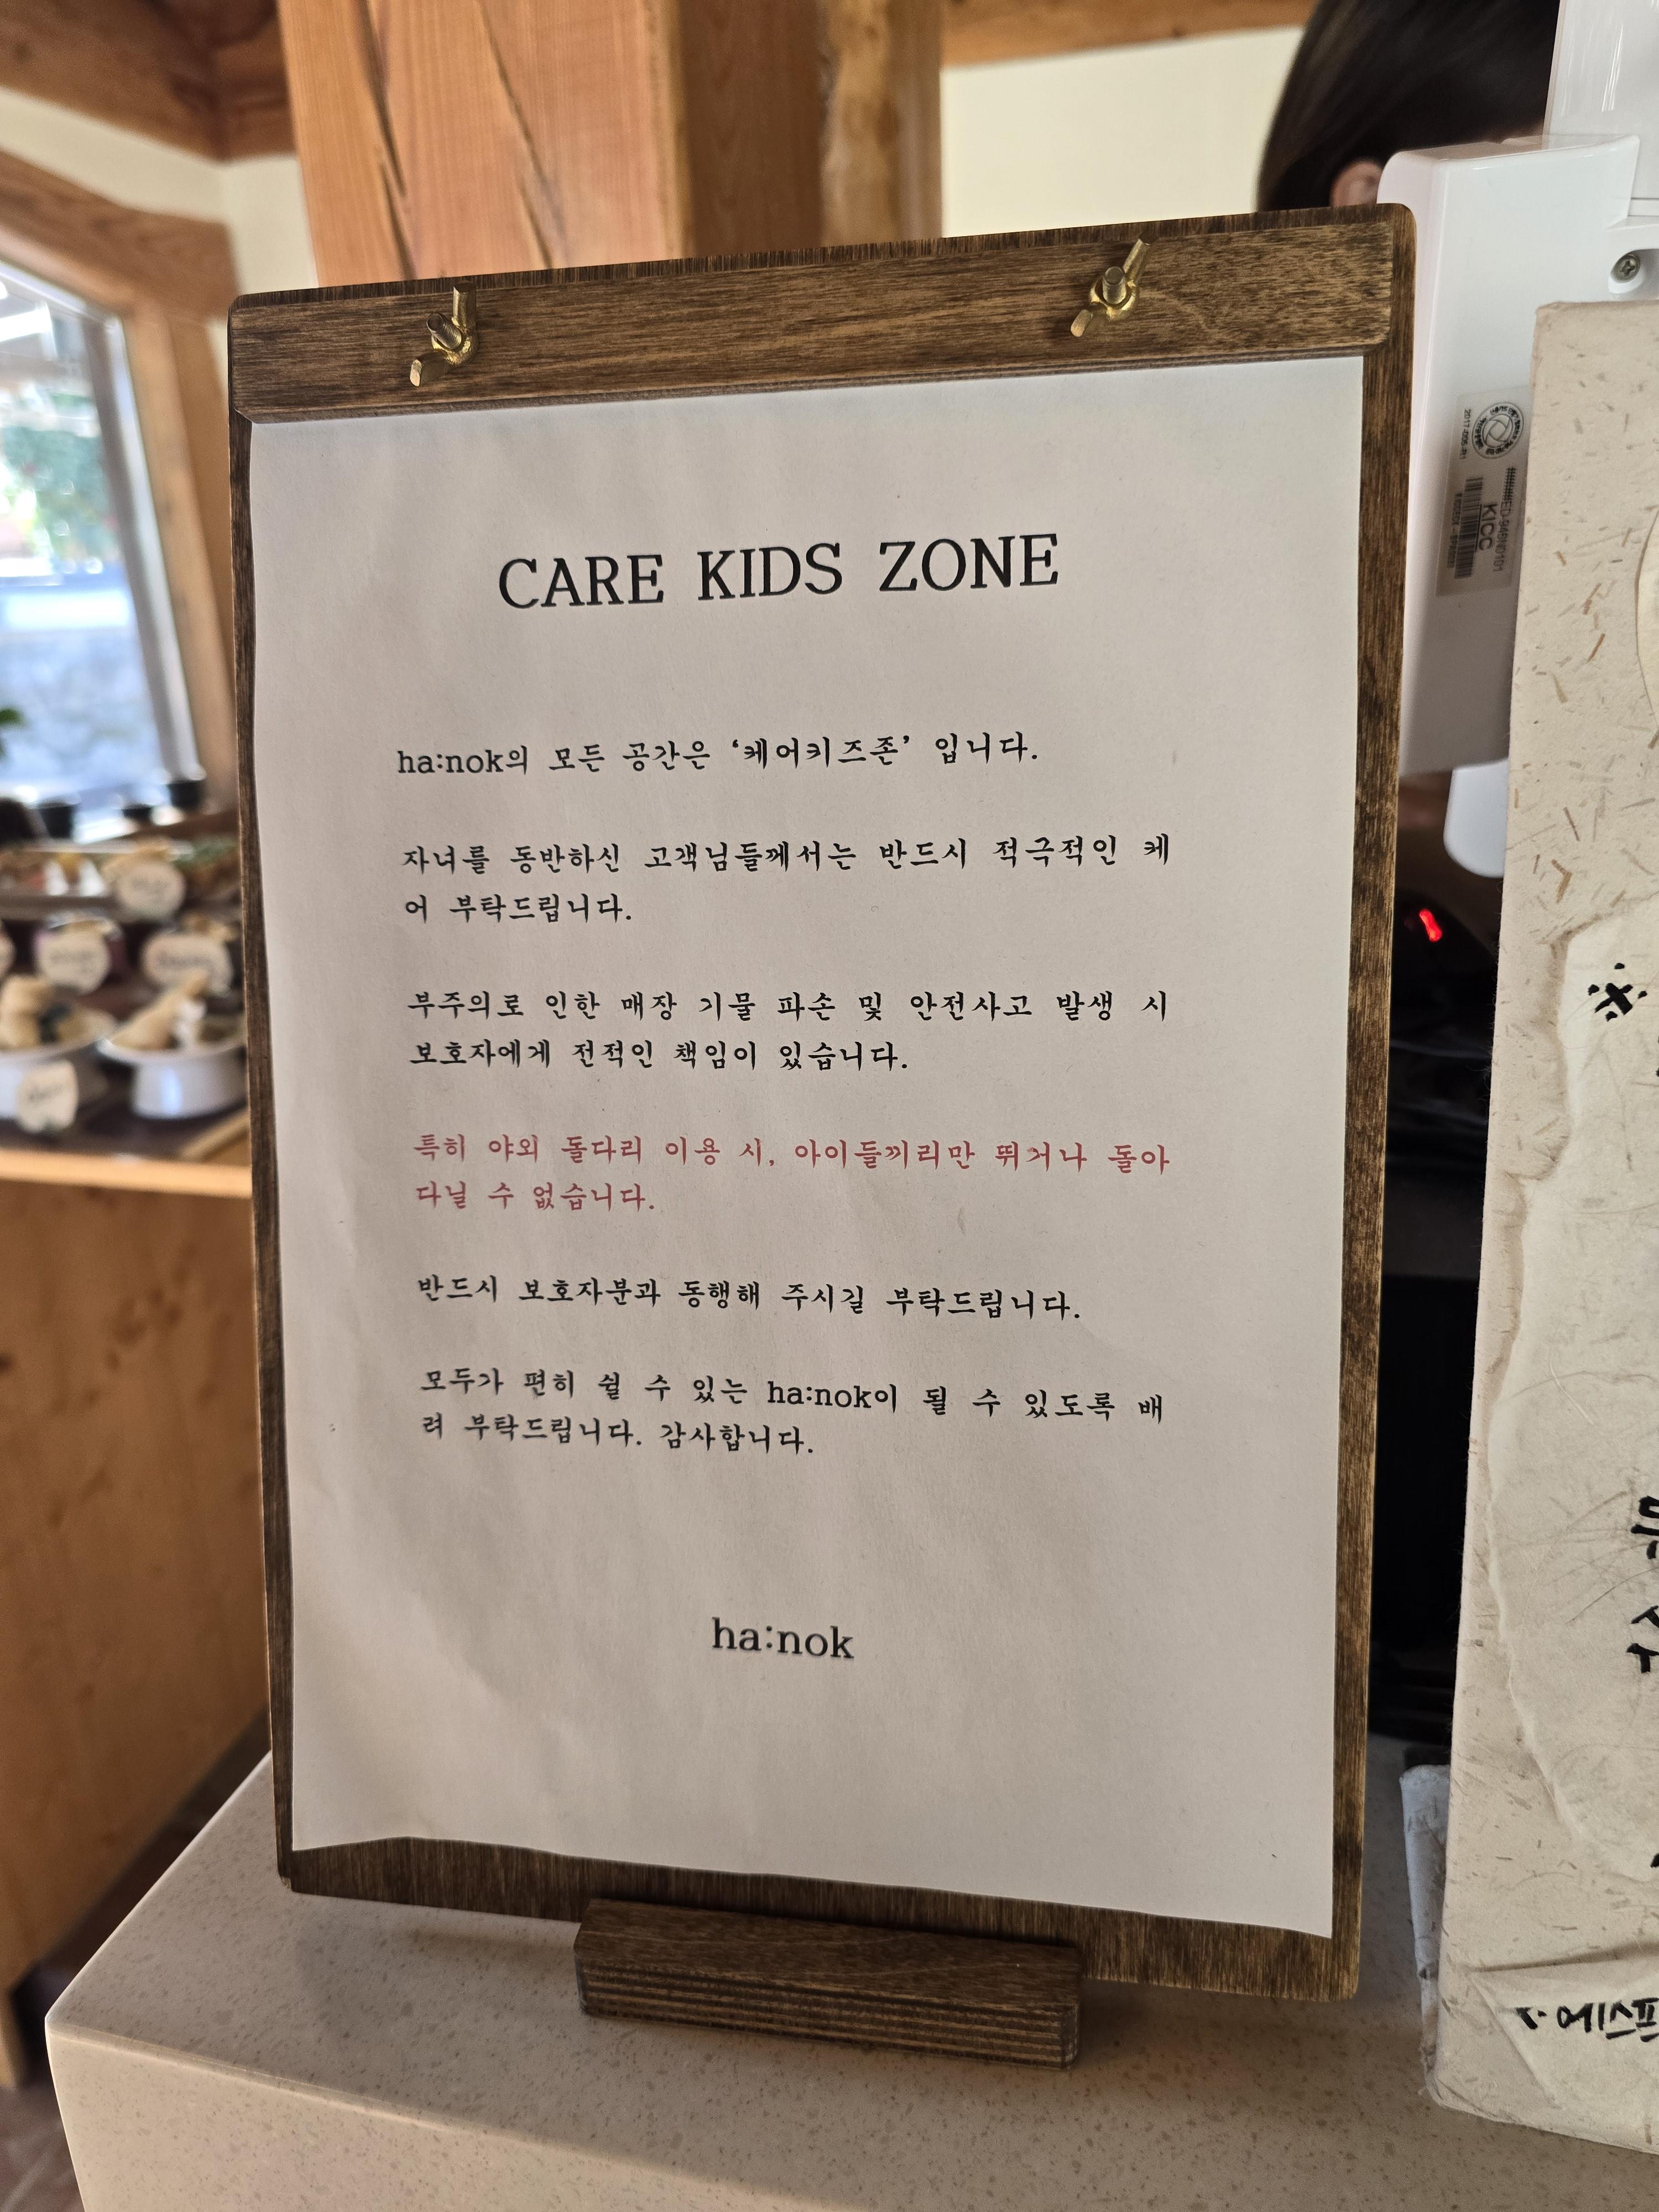 CARE KIDS ZONE
ha:nok의 모든 공간은 ‘케어키즈존’ 입니다.
자녀를 동반하신 고객님들께서는 반드시 적극적인 케
어 부탁드립니다.
부주의로 인한 매장 기물 파손 및 안전사고 발생 시
보호자에게 전적인 책임이 있습니다.
특히 야외 돌다리 이용 시, 아이들끼리만 뛰거나 돌아
다닐 수 없습니다.
반드시 보호자분과 동행해 주시길 부탁드립니다.
모두가 편히 쉴 수 있는 ha:nok이 될 수 있도록 배
려 부탁드립니다. 감사합니다.
ha:nok
KICC
에스프